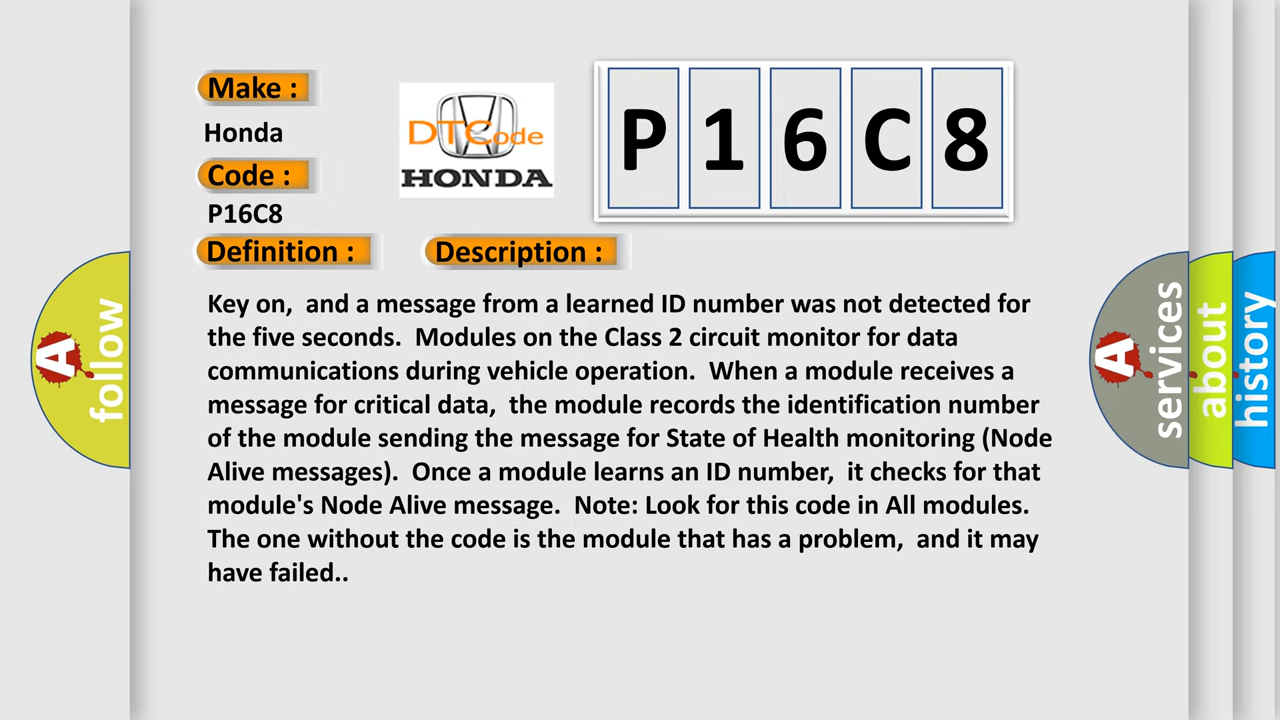 Make :
Honda
Code :
P16C8
DTCode
HONDA
P16C8
Definition :
Description :
Key on,  and a message from a learned ID number was not detected for
the five seconds  Modules on the Class 2 circuit monitor for data
communications during vehicle operation  When a module receives a
message for critical data,  the module records the identification number
of the module sending the message for State of Health monitoring (Node
Alive messages)  Once a module learns an ID number,  it checks for that
module's Node Alive message.  Note: Look for this code in All modules.
The one without the code is the module that has a problem,  and it may
have failed..
A
follow
A
services
about
history